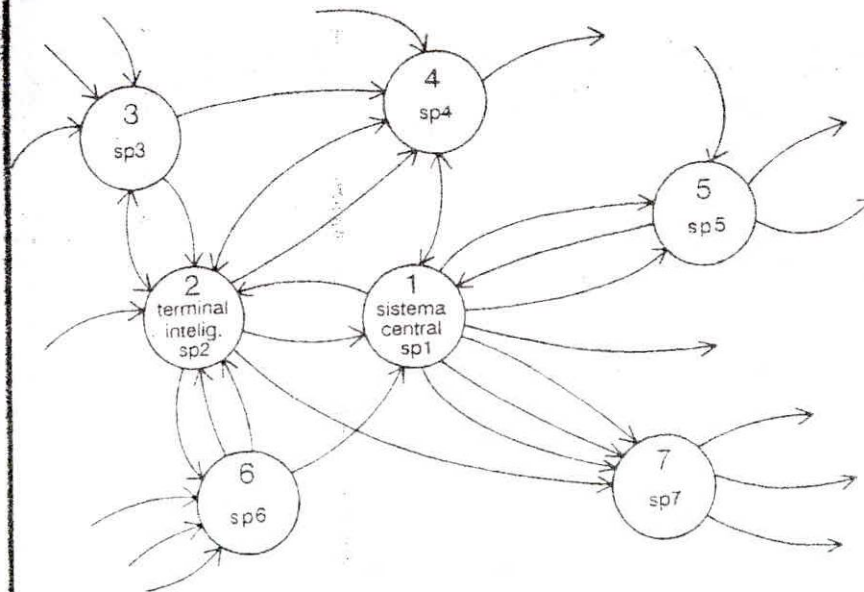 3
sp3
4
sp4
5
sp5
2
terminal
intelig.
sp2
1
sistema
central
sp1
6
sp6
7
sp7